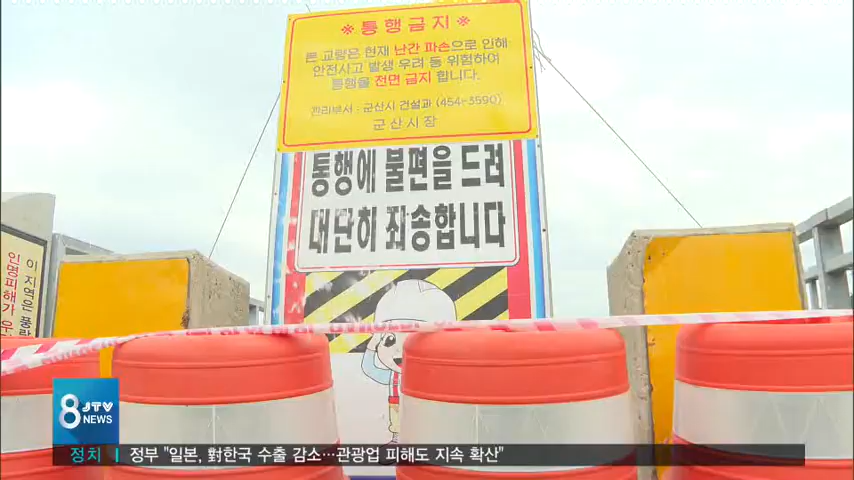 ※통행금지※
본 교량은 현재 난간 파손으로 인해
안전사고 발생 우려 등 위험하여
통행을 전면 금지 합니다.
관리부서 - 군산시 건설과 (454-3590)
군 산 시 장
통행에 불편을 드려
대단히 죄송합니다
이 지역은 풍랑
인명피해가 우
8 JTV NEWS
정치 정부 "일본, 對한국 수출 감소…관광업 피해도 지속 확산"